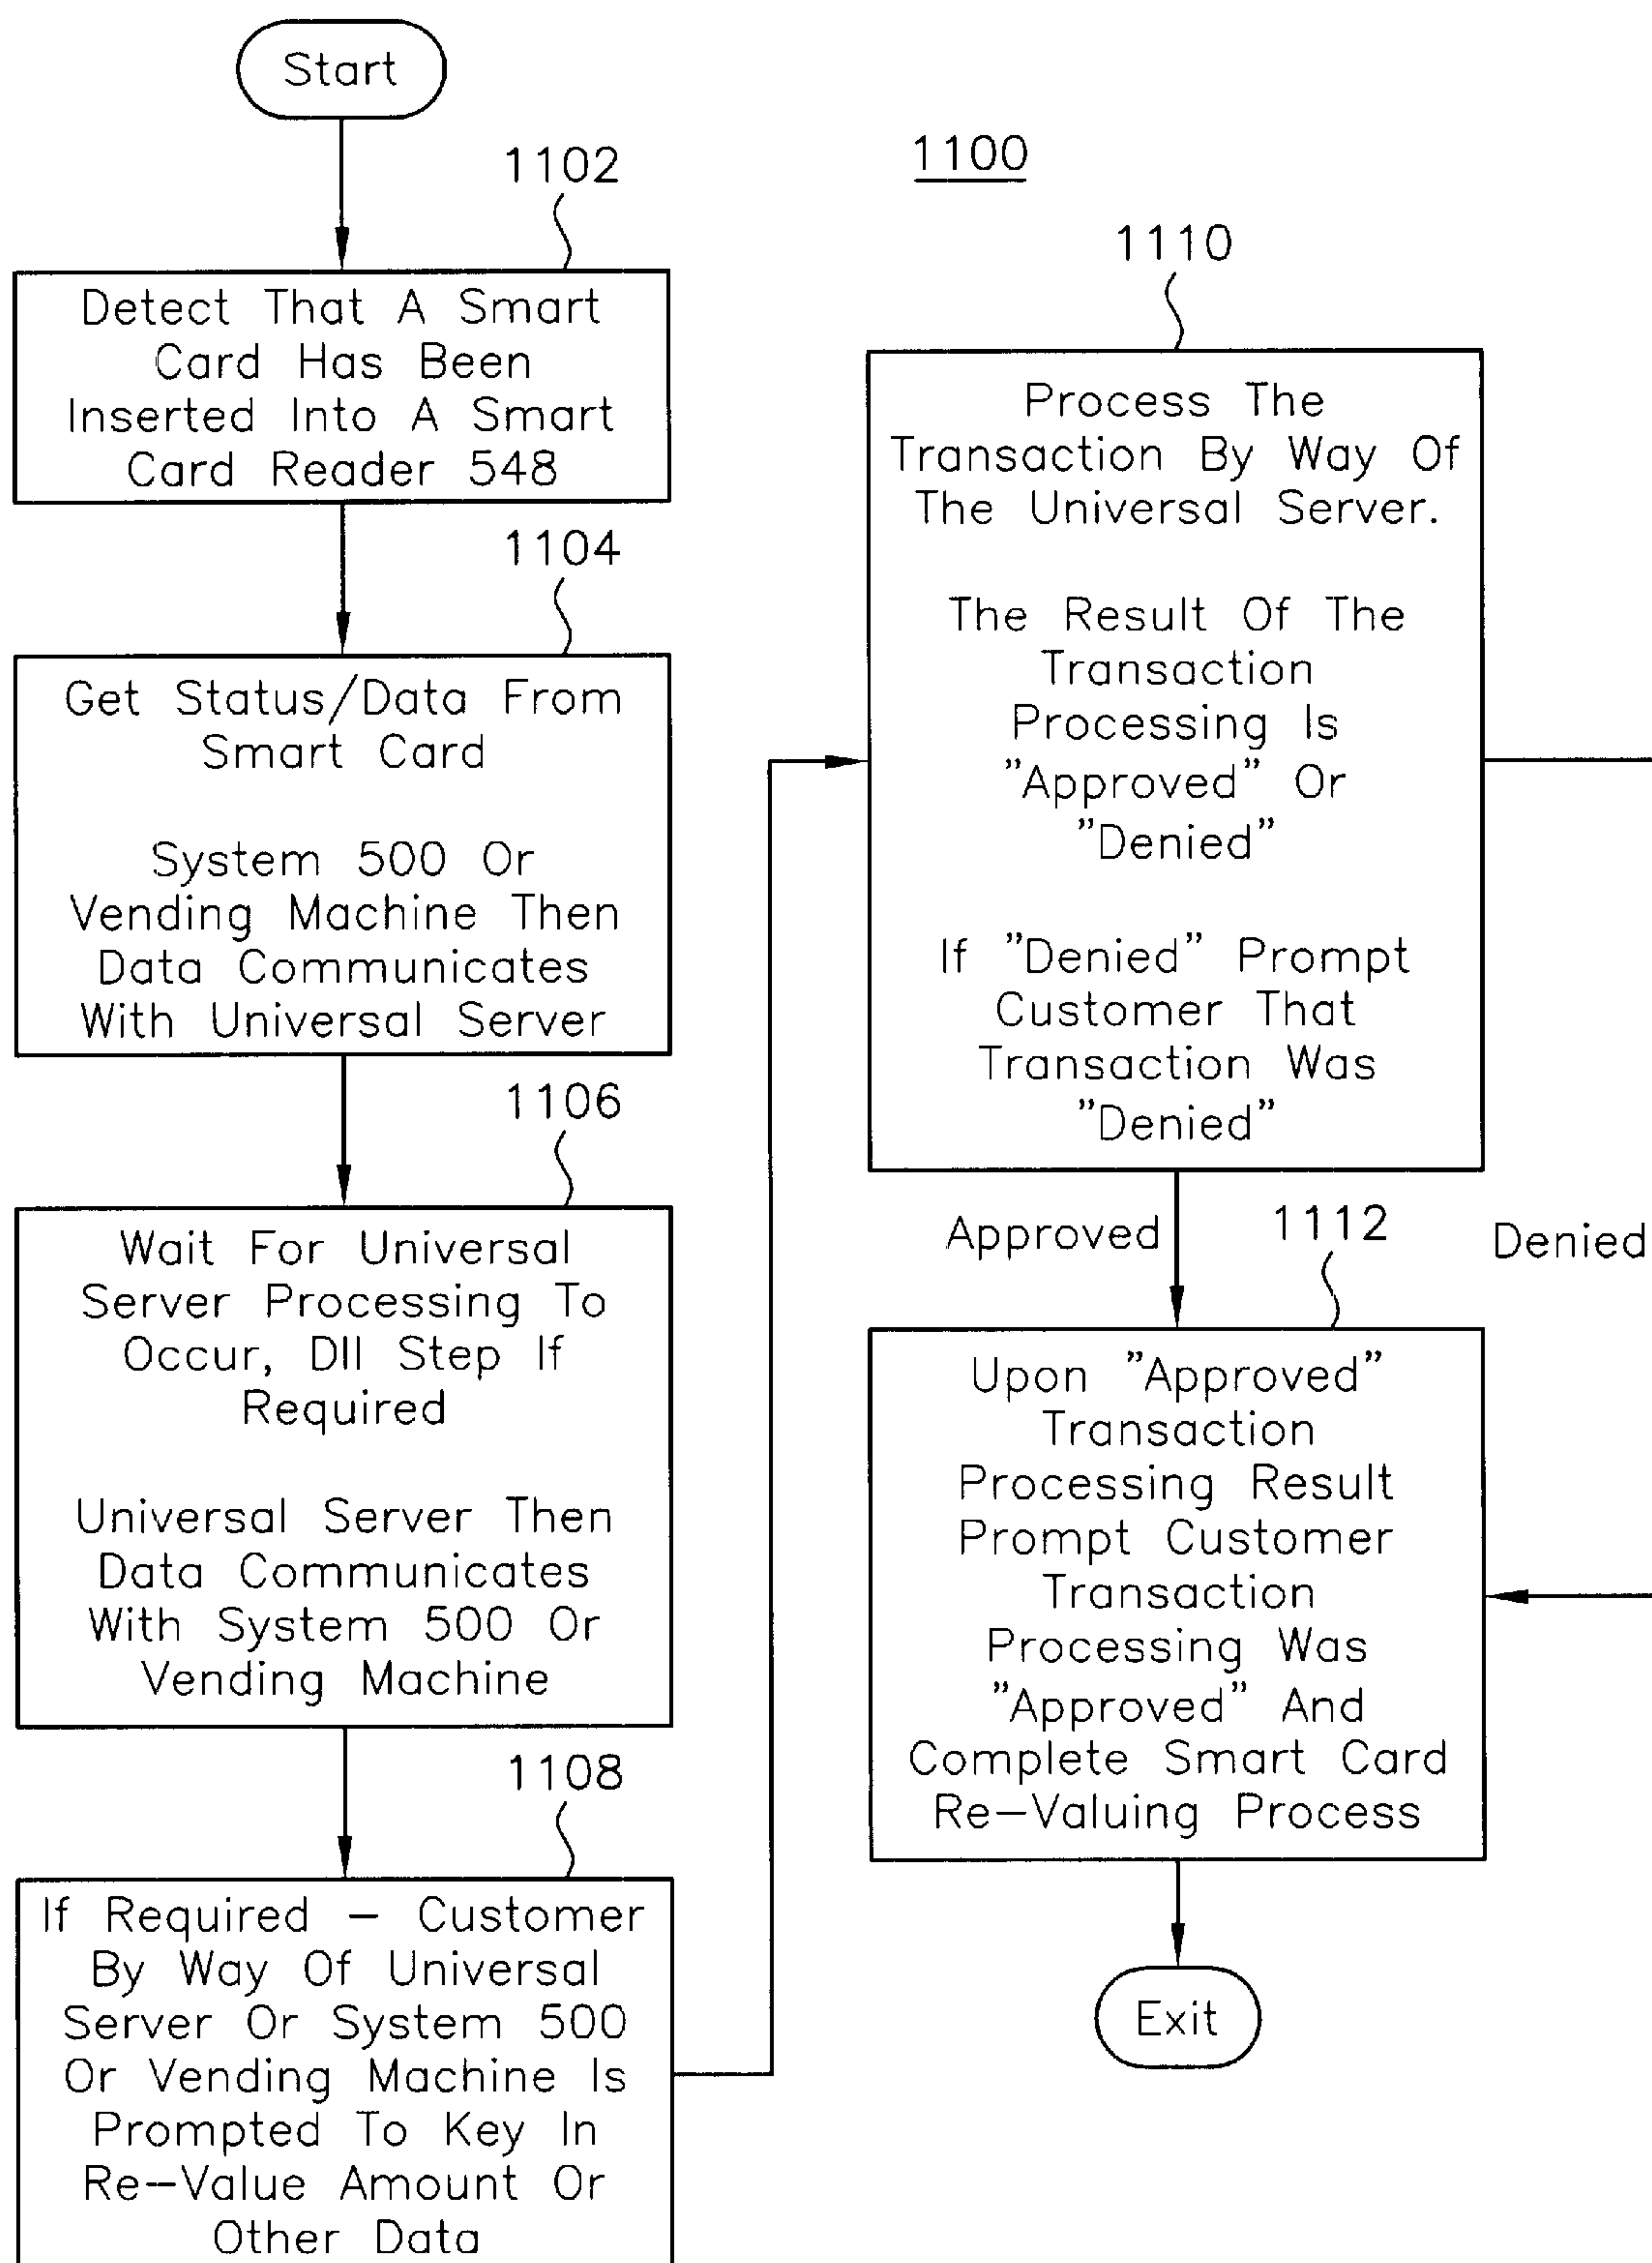 Start
1102
Detect That A Smart
Card Has Been
Inserted Into A Smart
Card Reader 548
1104
Get Status/Data From
Smart Card
System 500 Or
Vending Machine Then
Data Communicates
With Universal Server
1106
Wait For Universal
Server Processing To
Occur, DII Step If
Required
Universal Server Then
Data Communicates
With System 500 Or
Vending Machine
1108
If Required – Customer
By Way Of Universal
Server Or System 500
Or Vending Machine Is
Prompted To Key In
Re–Value Amount Or
Other Data
1100
1110
Process The
Transaction By Way Of
The Universal Server.
The Result Of The
Transaction
Processing Is
"Approved" Or
"Denied"
If "Denied" Prompt
Customer That
Transaction Was
"Denied"
Approved
1112
Denied
Upon "Approved"
Transaction
Processing Result
Prompt Customer
Transaction
Processing Was
"Approved" And
Complete Smart Card
Re–Valuing Process
Exit